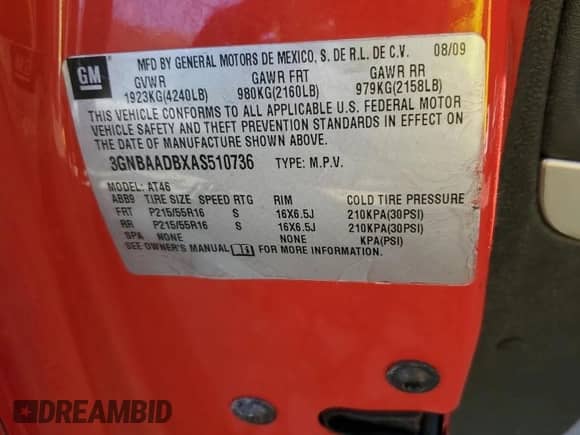 GM
MFD BY GENERAL MOTORS DE MEXICO, S. DE R.L. DE C.V. 08/09
GVWR GAWR FRT GAWR RR
1923KG(4240LB) 980KG(2160LB) 979KG(2158LB)
THIS VEHICLE CONFORMS TO ALL APPLICABLE U.S. FEDERAL MOTOR
VEHICLE SAFETY AND THEFT PREVENTION STANDARDS IN EFFECT ON
THE DATE OF MANUFACTURE SHOWN ABOVE.
3GNBAADBXAS510736 TYPE: M.P.V.
MODEL: AT46
ABB9 TIRE SIZE SPEED RTG RIM COLD TIRE PRESSURE
FRT P215/55R16 S 16X6.5J 210KPA(30PSI)
RR P215/55R16 S 16X6.5J 210KPA(30PSI)
SPA NONE NONE KPA(PSI)
SEE OWNER'S MANUAL FOR MORE INFORMATION.
DREAMBID